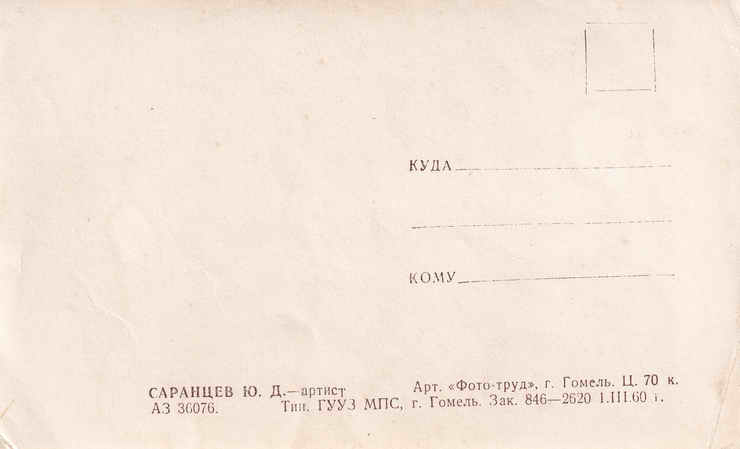 КУДА
КОМУ
САРАНЦЕВ Ю. Д.—артист Арт. «Фото-труд», г. Гомель. Ц. 70 к.
АЗ 36076. Тип. ГУУЗ МПС, г. Гомель. Зак. 846—2620 1.III.60 г.